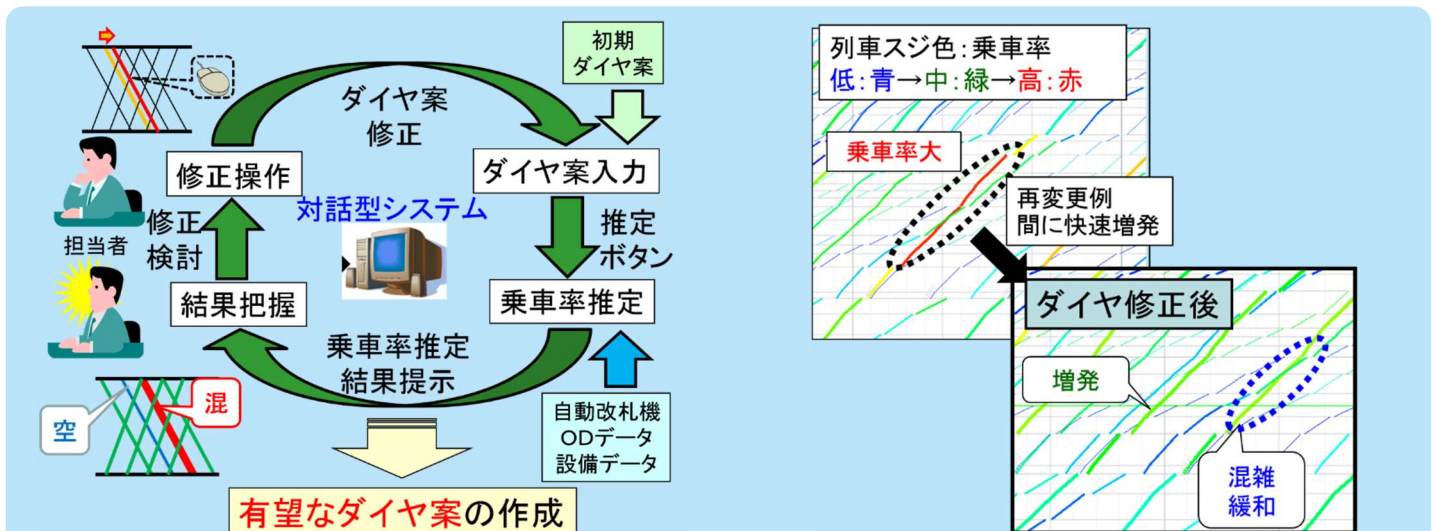 初期
ダイヤ案
ダイヤ案
修正
修正操作
ダイヤ案入力
対話型システム
推定
ボタン
担当者
修正
検討
結果把握
乗車率推定
乗車率推定
結果提示
空
混
自動改札機
ODデータ
設備データ
有望なダイヤ案の作成
列車スジ色:乗車率
低:青→中:緑→高:赤
乗車率大
再変更例
間に快速増発
ダイヤ修正後
増発
混雑
緩和